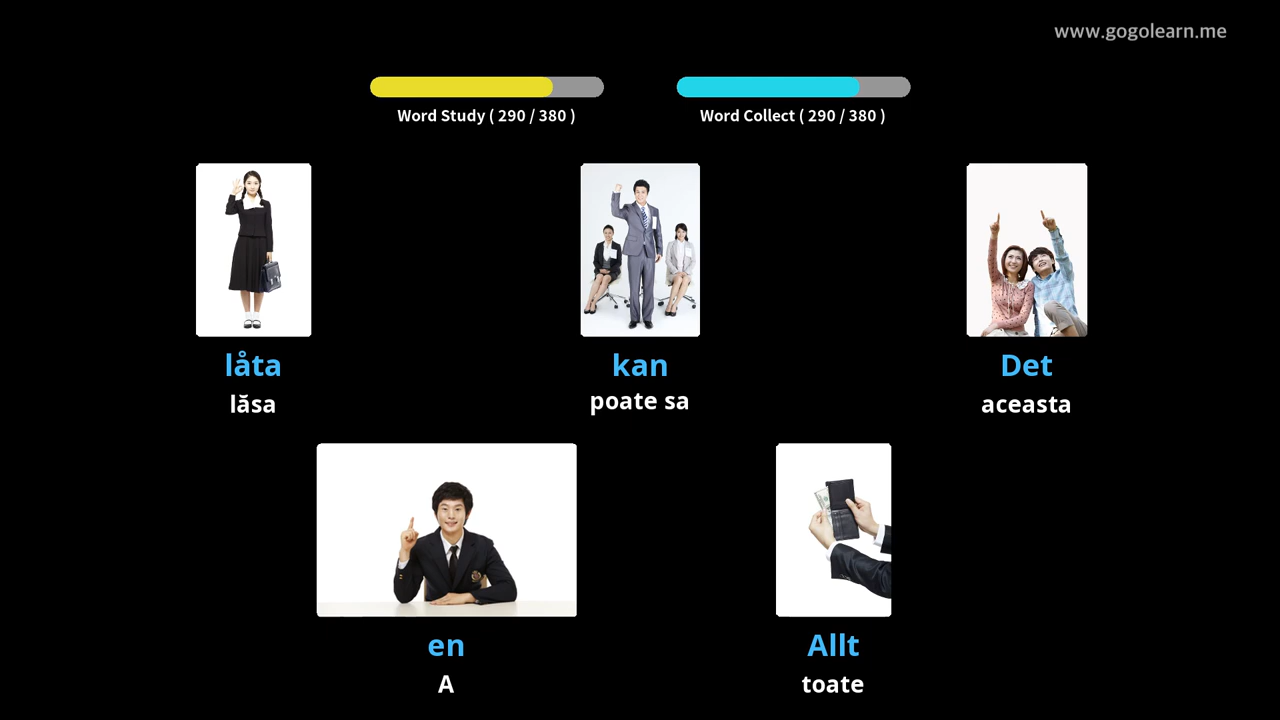 www.gogolearn.me
Word Study ( 290 / 380 )
Word Collect ( 290 / 380 )
låta
lăsa
kan
poate sa
Det
aceasta
en
A
Allt
toate